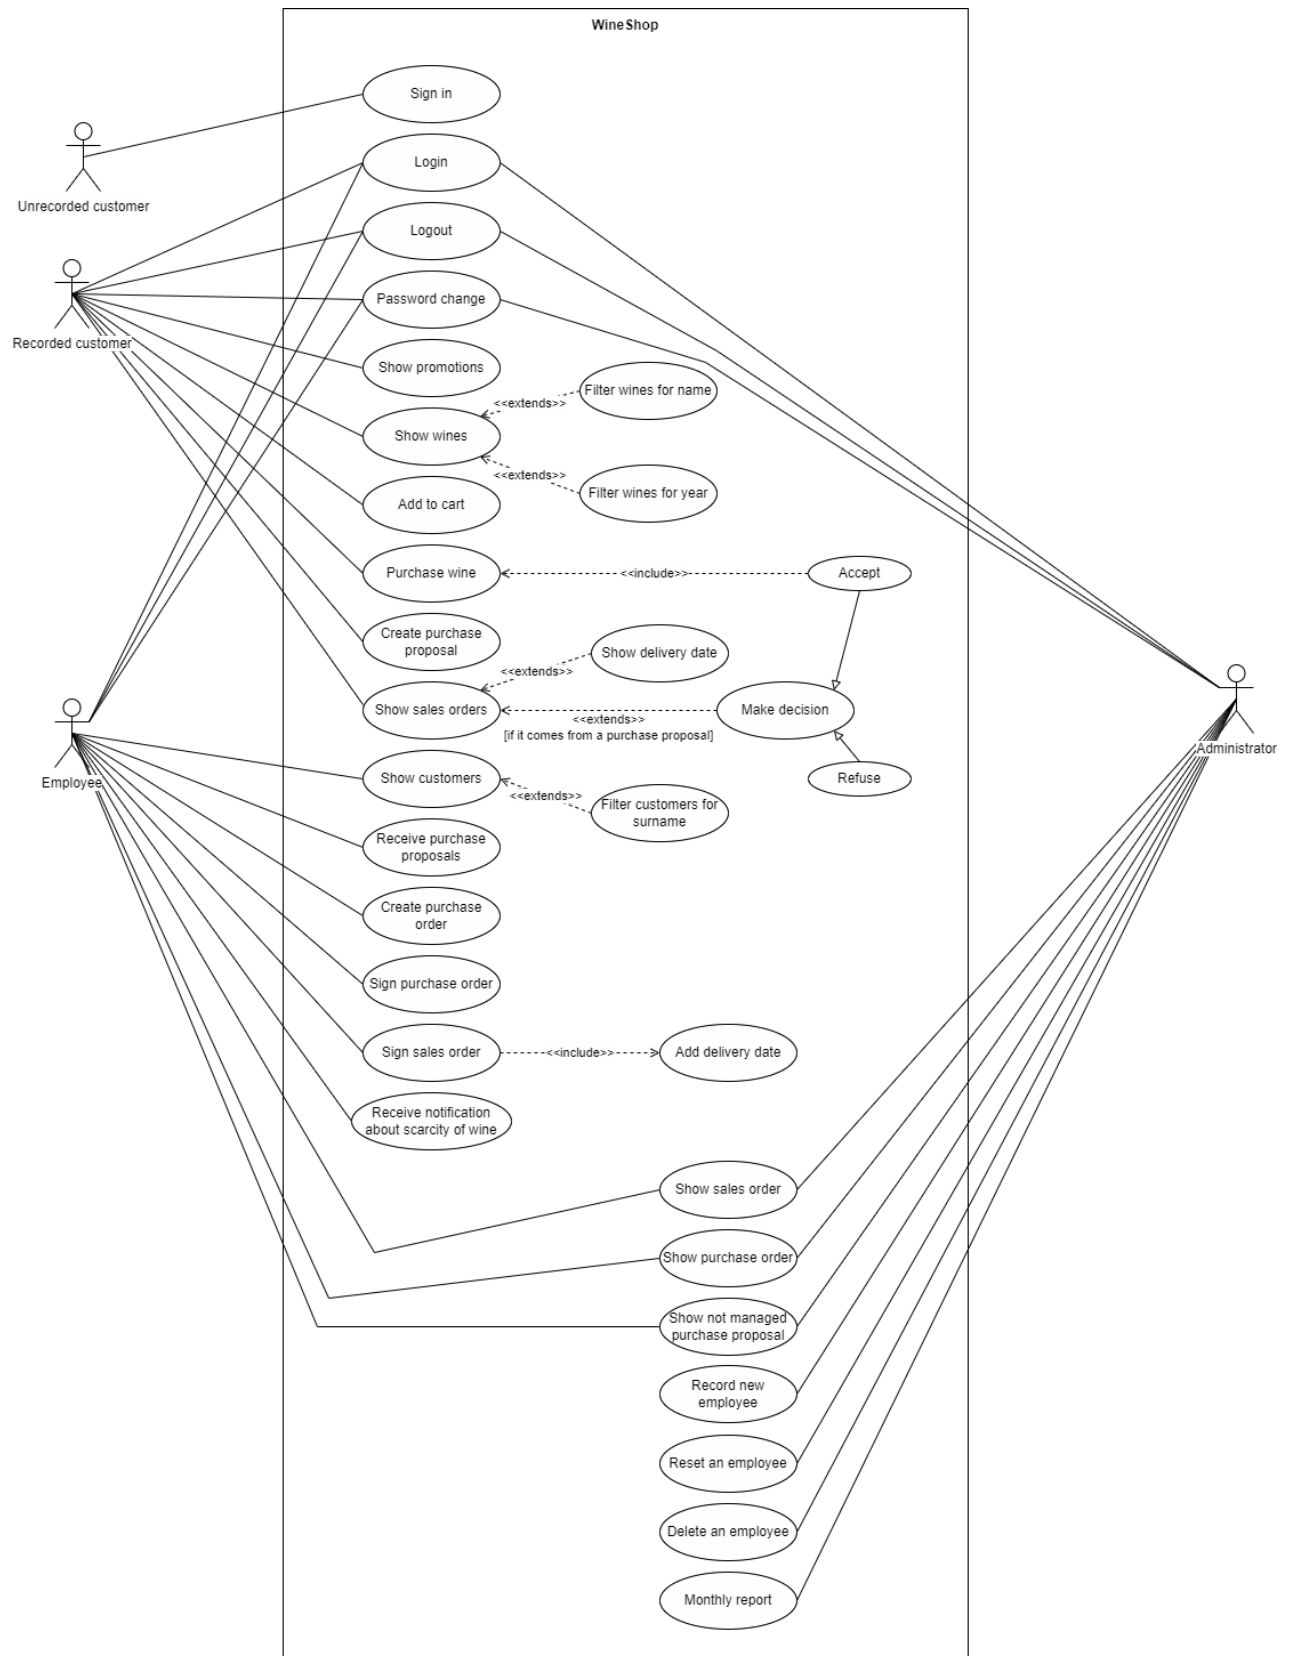 WineShop
Sign in
Unrecorded customer
Login
Logout
Recorded customer
Password change
Show promotions
Filter wines for name
<<extends>>
Show wines
<<extends>>
Filter wines for year
Add to cart
Purchase wine
<<include>>
Accept
Create purchase
proposal
Show delivery date
<<extends>>
Show sales orders
<<extends>>
[if it comes from a purchase proposal]
Make decision
Administrator
Employee
Show customers
<<extends>>
Refuse
Filter customers for
surname
Receive purchase
proposals
Create purchase
order
Sign purchase order
Sign sales order
<<include>>
Add delivery date
Receive notification
about scarcity of wine
Show sales order
Show purchase order
Show not managed
purchase proposal
Record new
employee
Reset an employee
Delete an employee
Monthly report